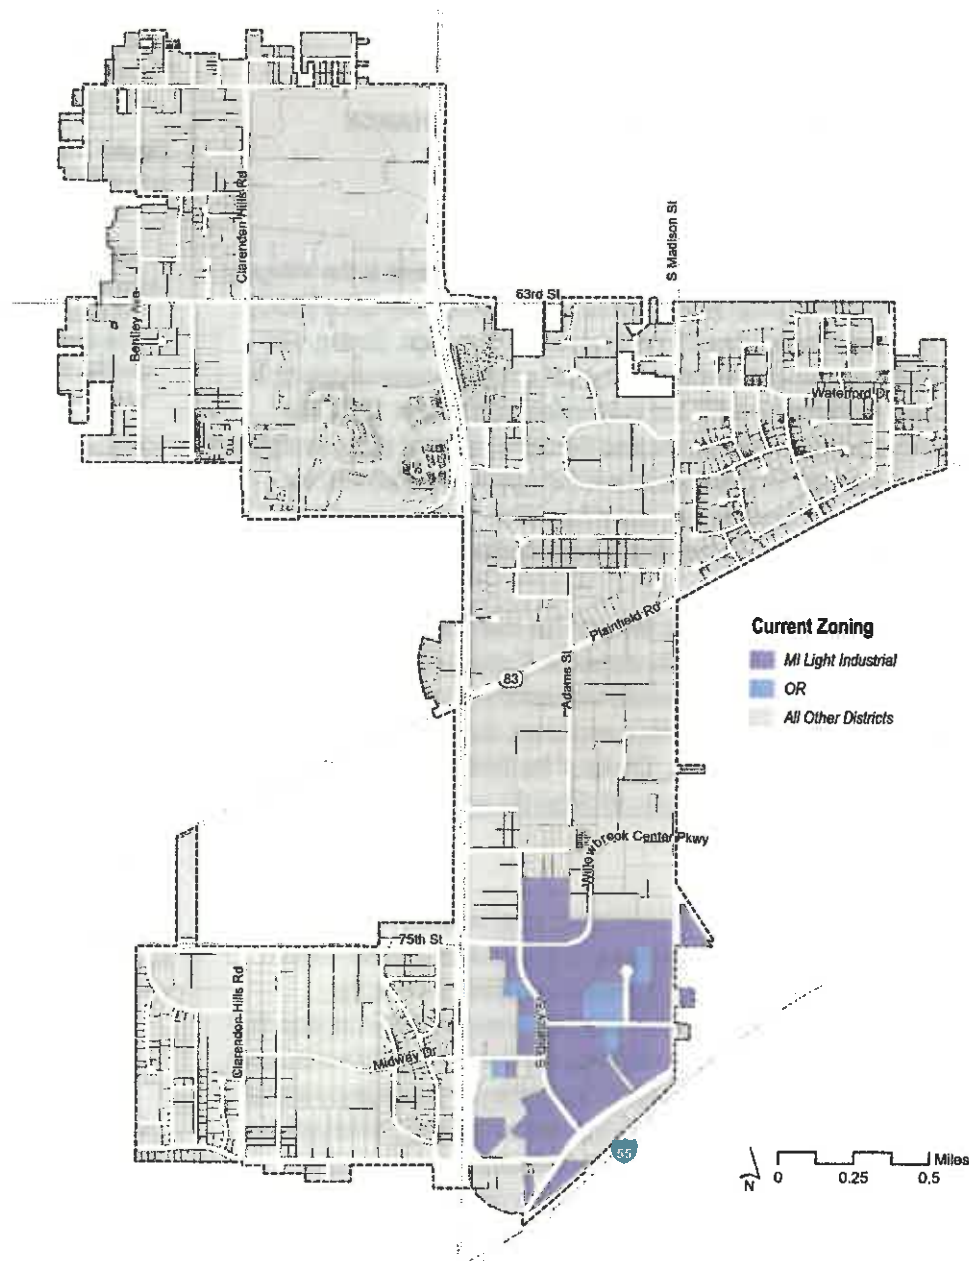 Clarendon Hills Rd
S Madison St
63rd St
Bentley Ave
Waterford Dr
Current Zoning
MI Light Industrial
OR
All Other Districts
Plainfield Rd
83
Adams St
Willowbrook Center Pkwy
75th St
Clarendon Hills Rd
S Quincy St
Midway Dr
55
Miles
N
0 0.25 0.5